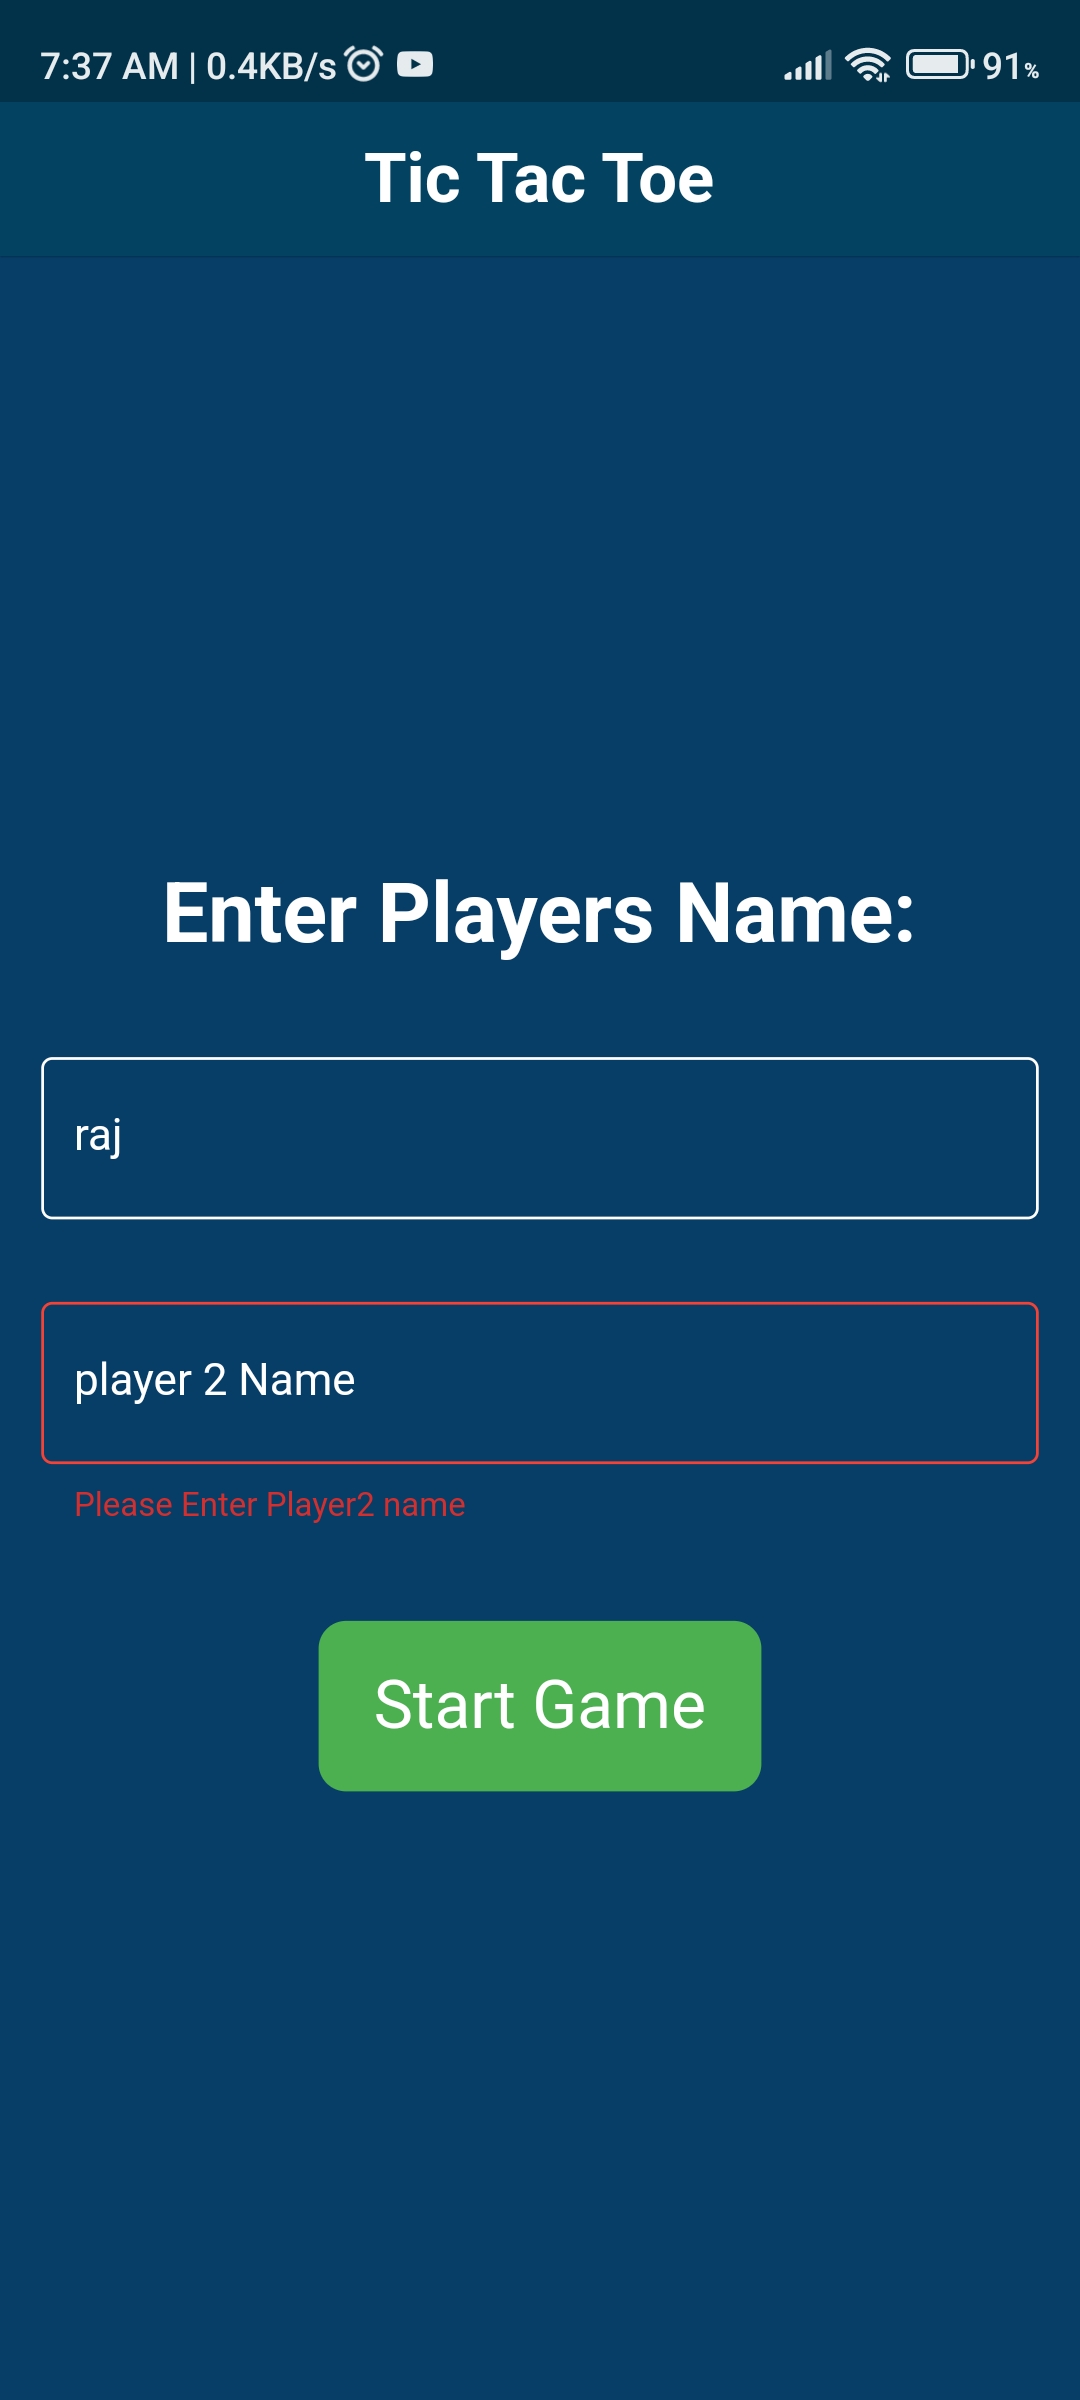 7:37 AM | 0.4KB/s 91%
Tic Tac Toe
Enter Players Name:
raj
player 2 Name
Please Enter Player2 name
Start Game